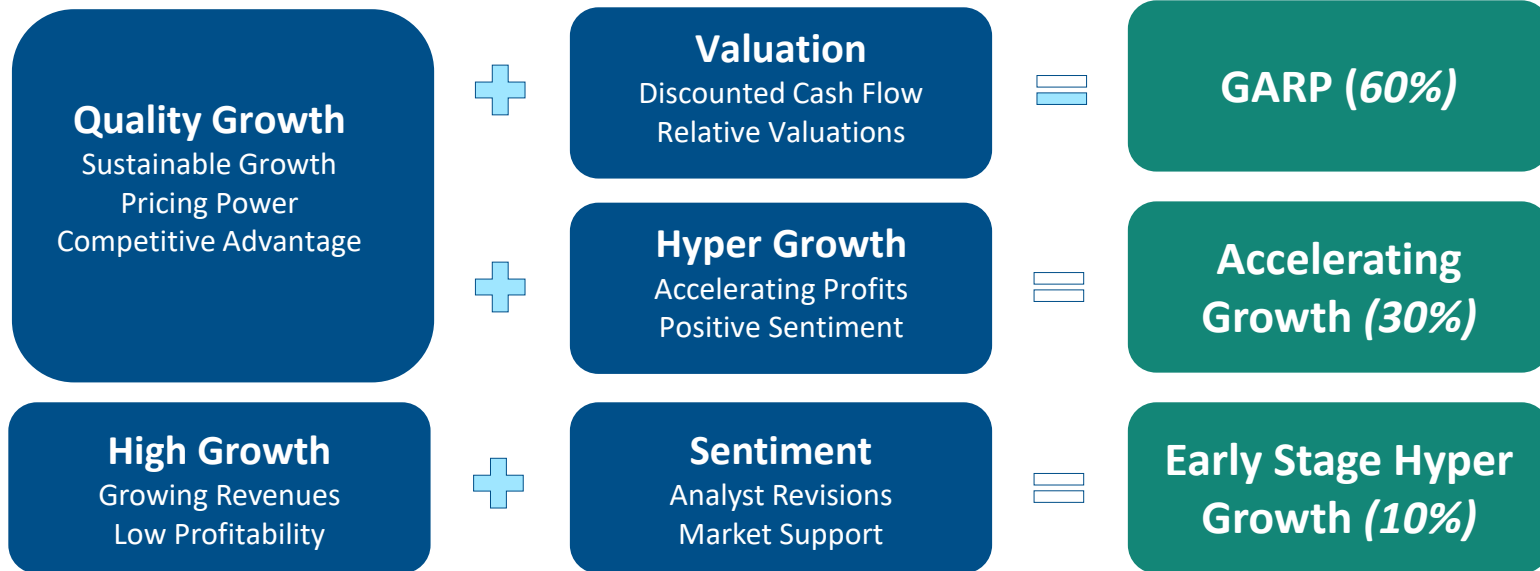 Quality Growth
Sustainable Growth
Pricing Power
Competitive Advantage
Valuation
Discounted Cash Flow
Relative Valuations
GARP (60%)
Hyper Growth
Accelerating Profits
Positive Sentiment
Accelerating
Growth (30%)
High Growth
Growing Revenues
Low Profitability
Sentiment
Analyst Revisions
Market Support
Early Stage Hyper
Growth (10%)